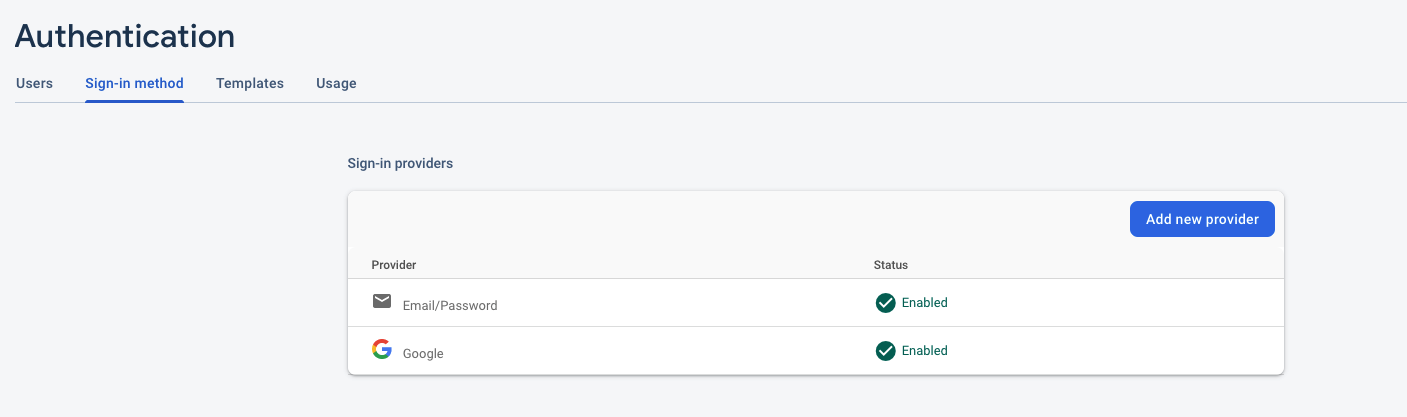 Authentication
Users Sign-in method Templates Usage
Sign-in providers
Add new provider
Provider Status
Email/Password Enabled
Google Enabled